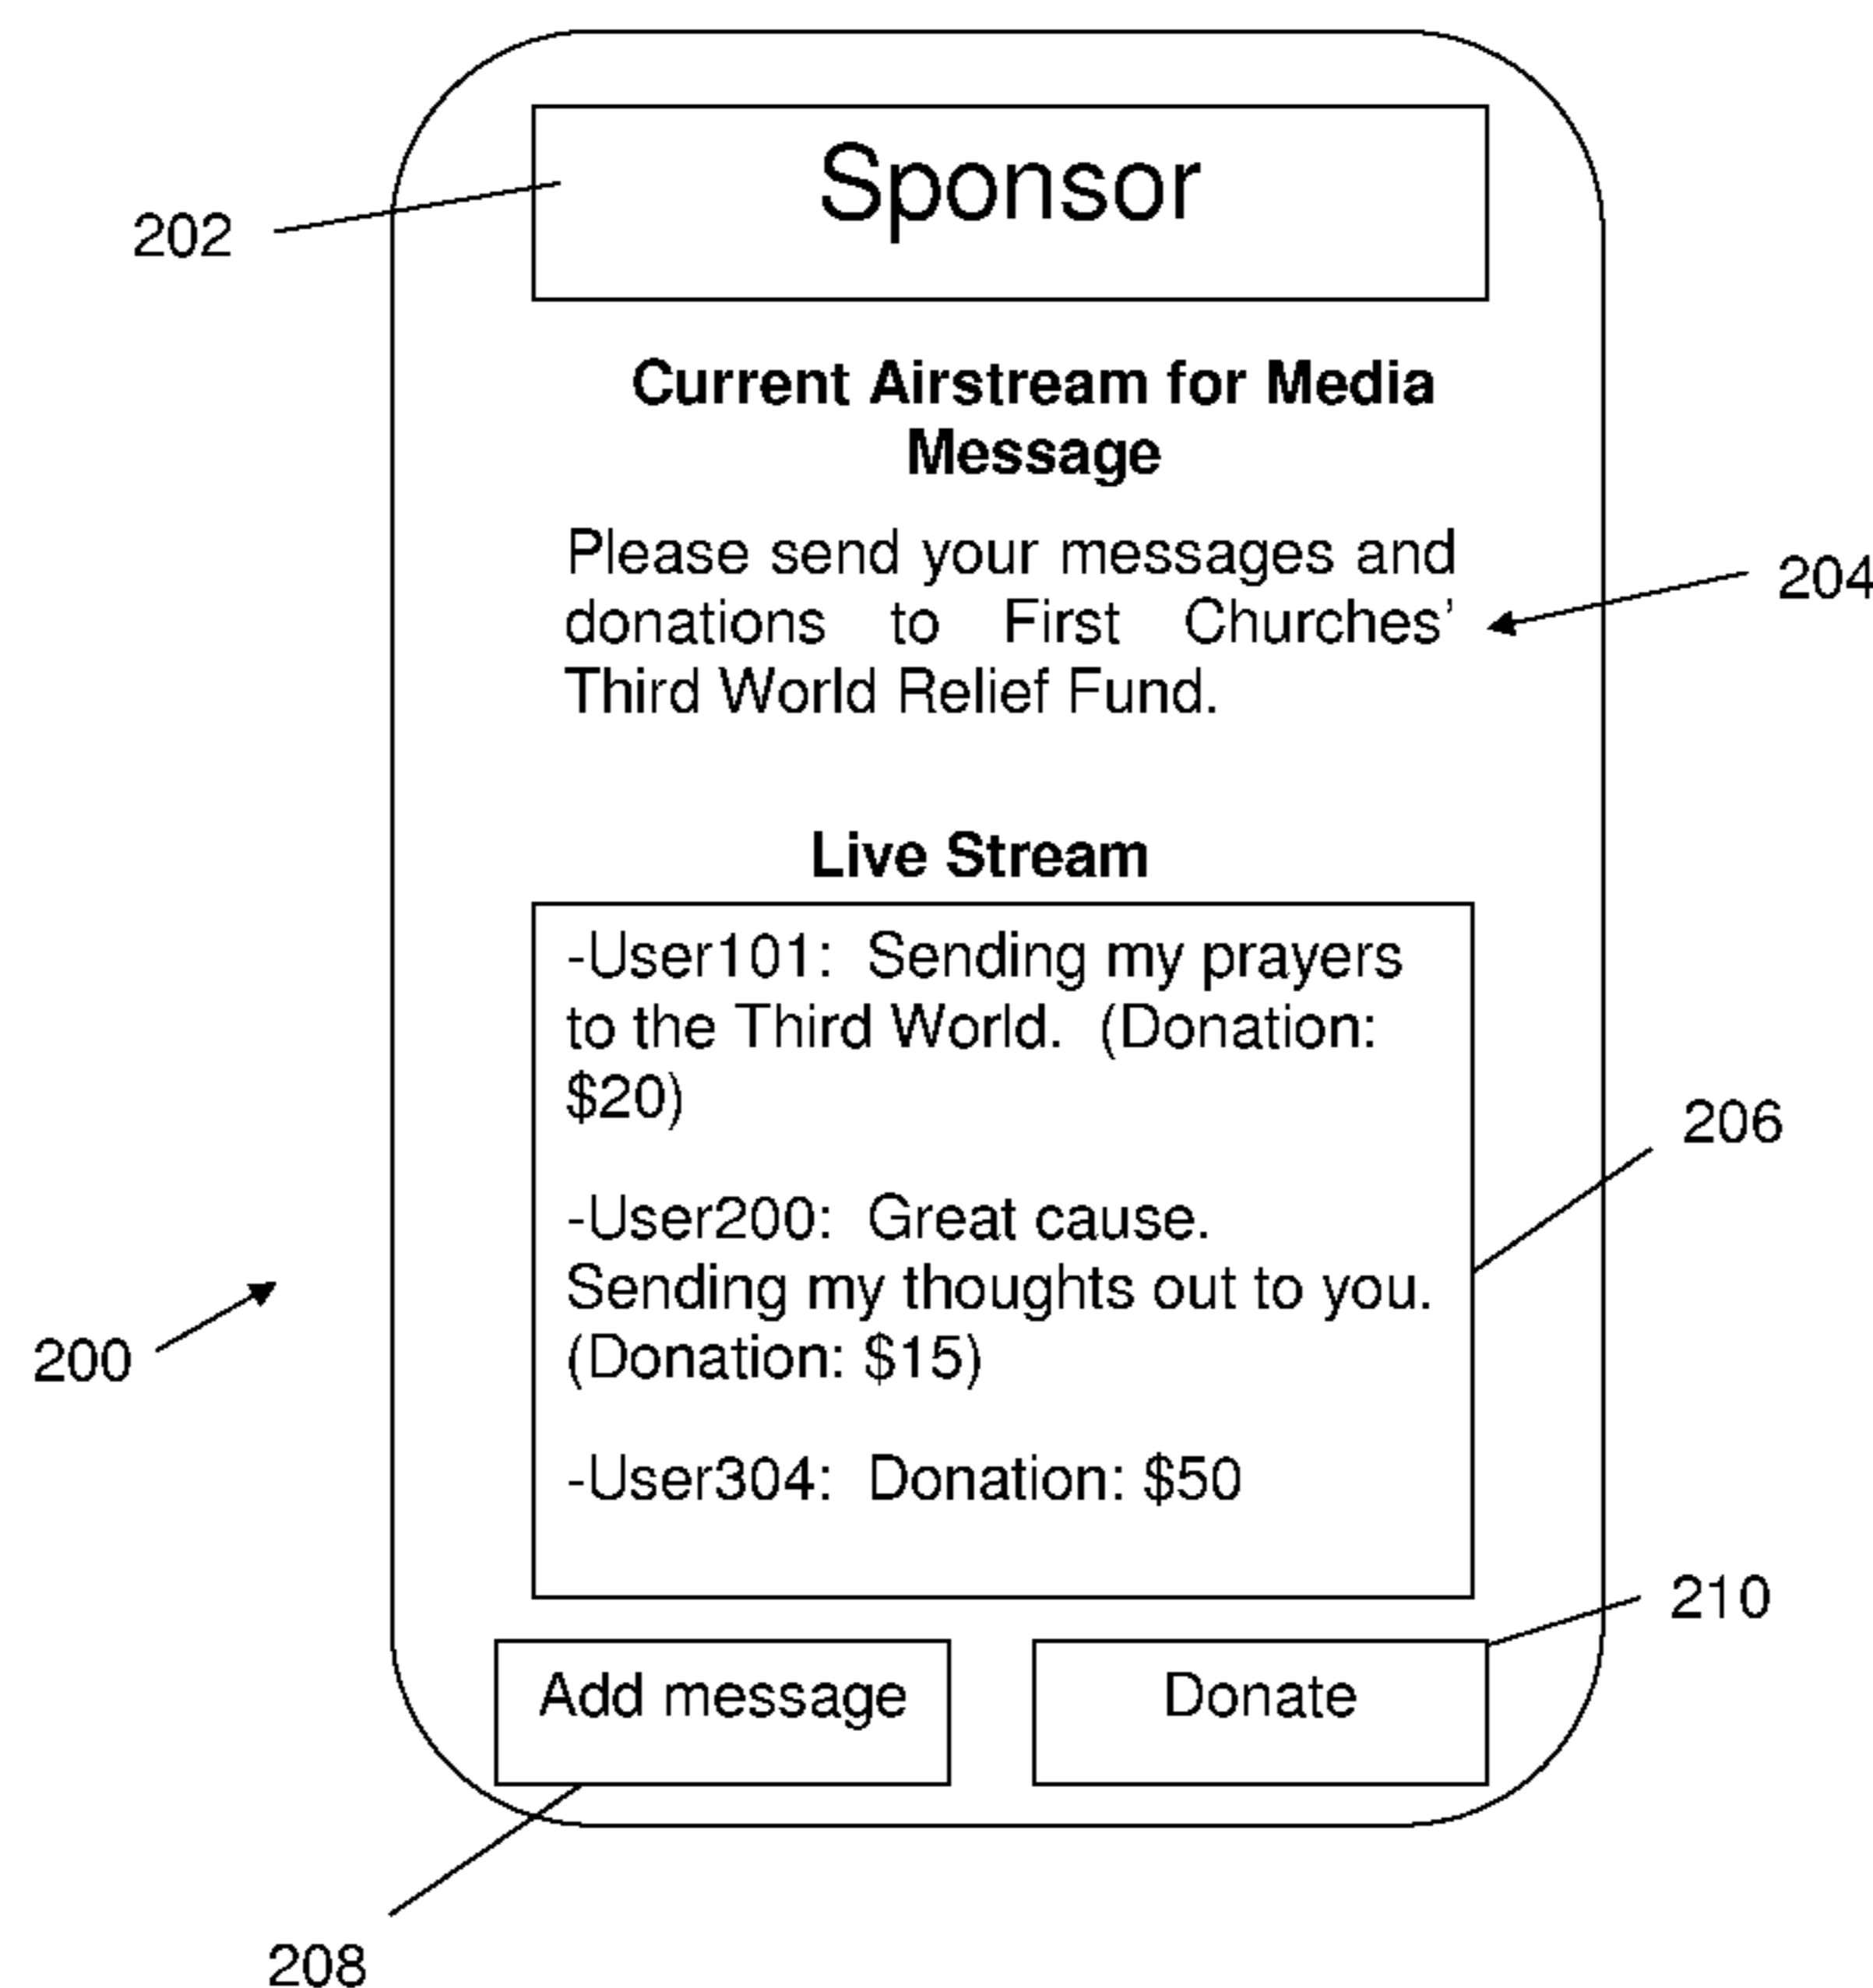 Sponsor
202
Current Airstream for Media
Message
Please send your messages and
donations to First Churches’
Third World Relief Fund.
204
Live Stream
-User101: Sending my prayers
to the Third World. (Donation:
$20)
206
-User200: Great cause.
Sending my thoughts out to you.
(Donation: $15)
200
-User304: Donation: $50
210
Add message
Donate
208